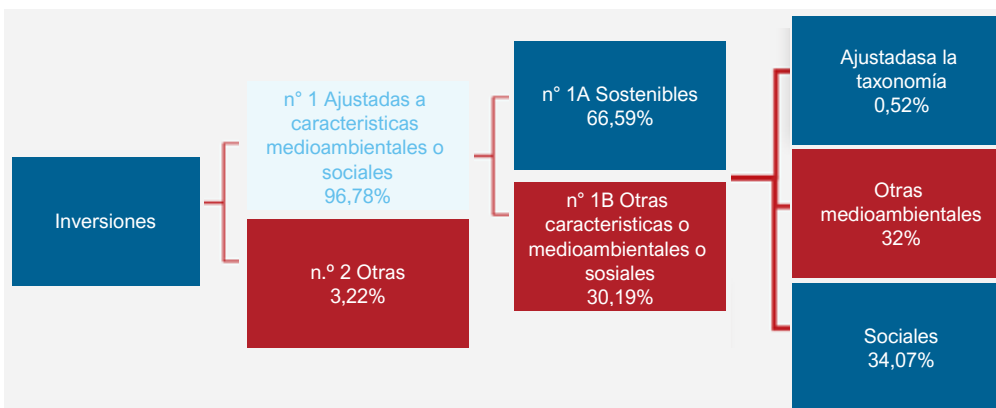 Inversiones
n° 1 Ajustadas a
caracteristicas
medioambientales o
sociales
96,78%
n.º 2 Otras
3,22%
n° 1A Sostenibles
66,59%
n° 1B Otras
caracteristicas o
medioambientales o
sosiales
30,19%
Ajustadasa la
taxonomía
0,52%
Otras
medioambientales
32%
Sociales
34,07%